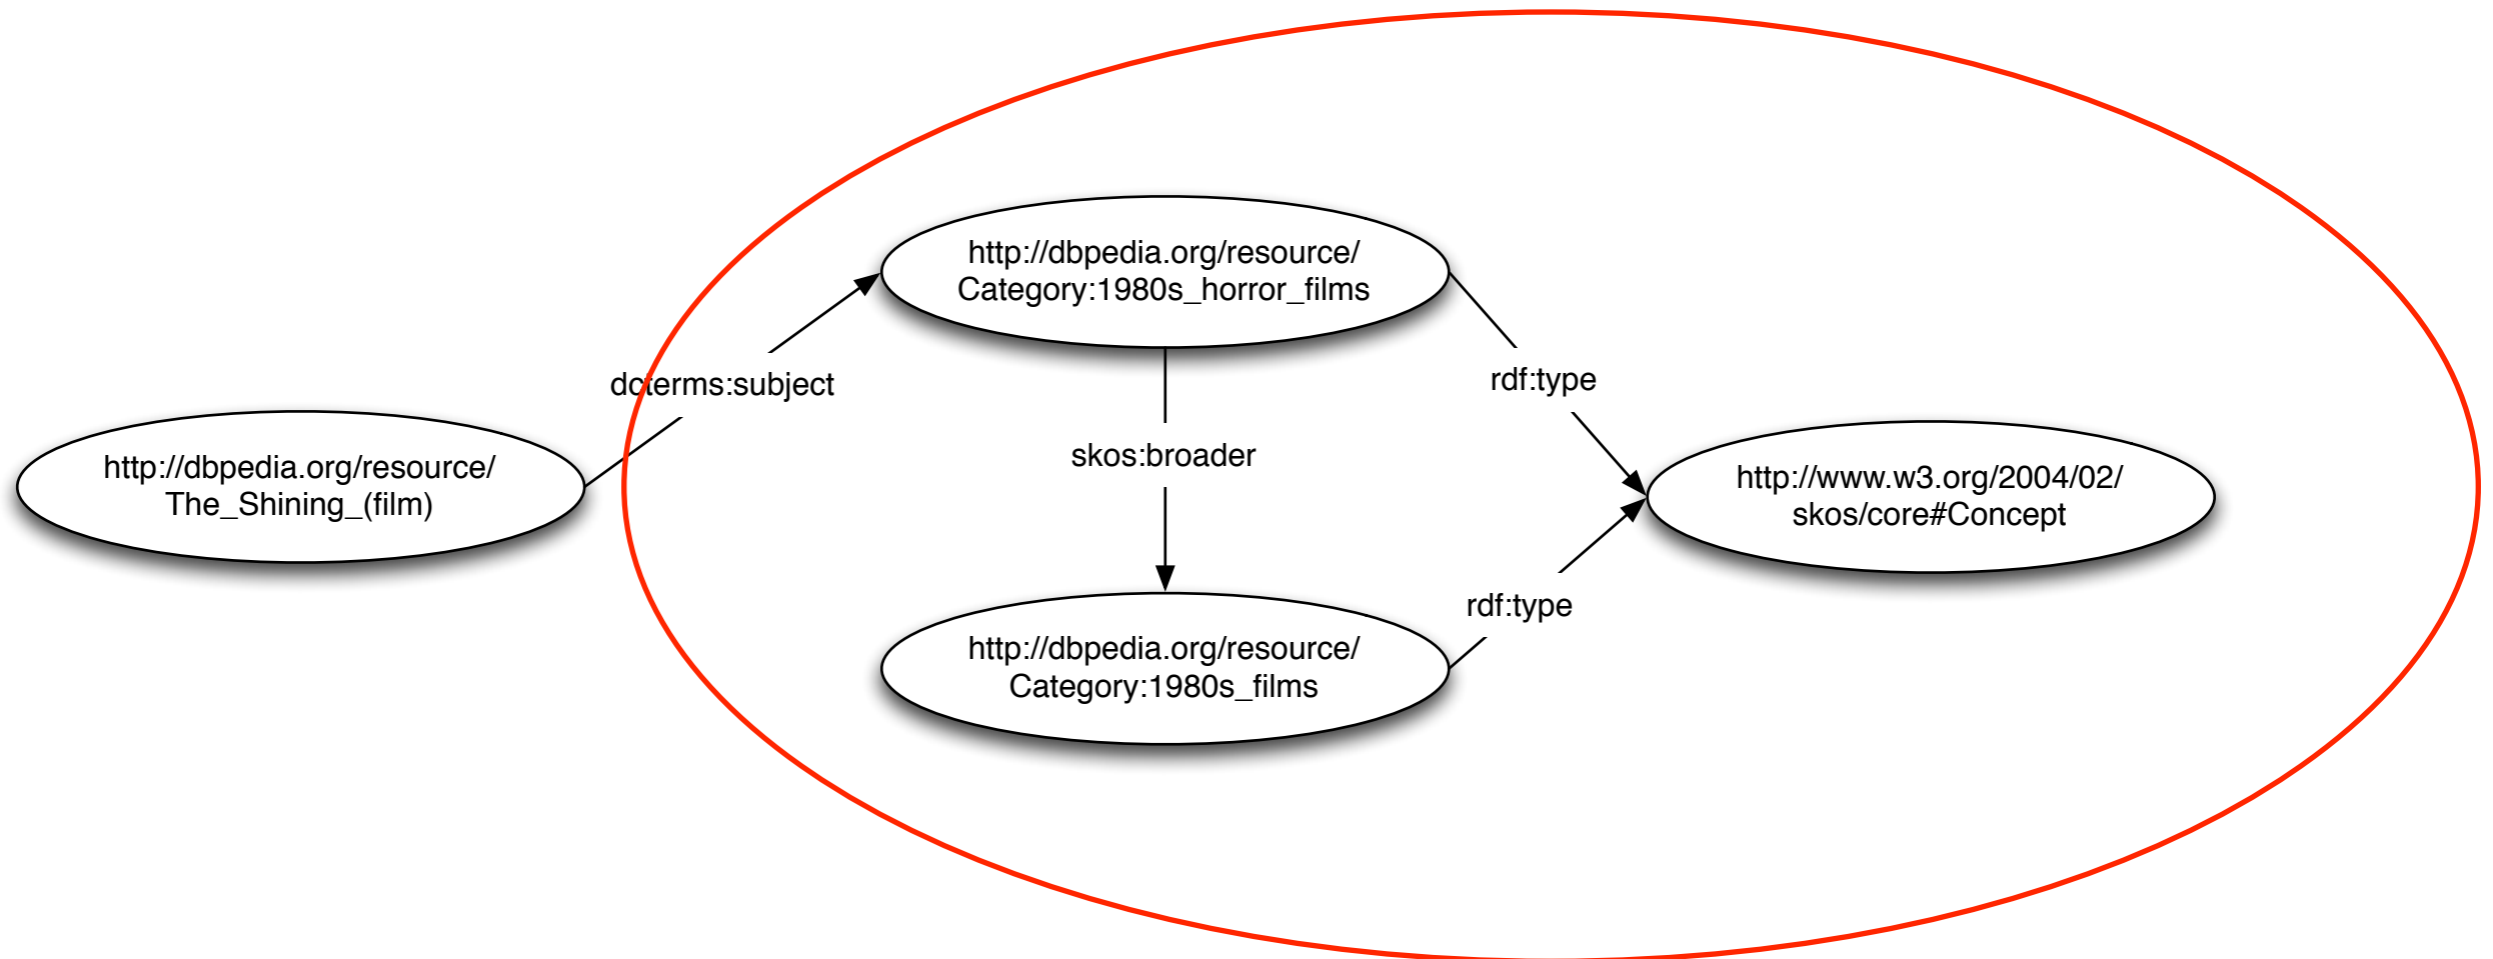 http://dbpedia.org/resource/
Category:1980s_horror_films
dcterms:subject
rdf:type
http://dbpedia.org/resource/
The_Shining_(film)
skos:broader
http://www.w3.org/2004/02/
skos/core#Concept
rdf:type
http://dbpedia.org/resource/
Category:1980s_films